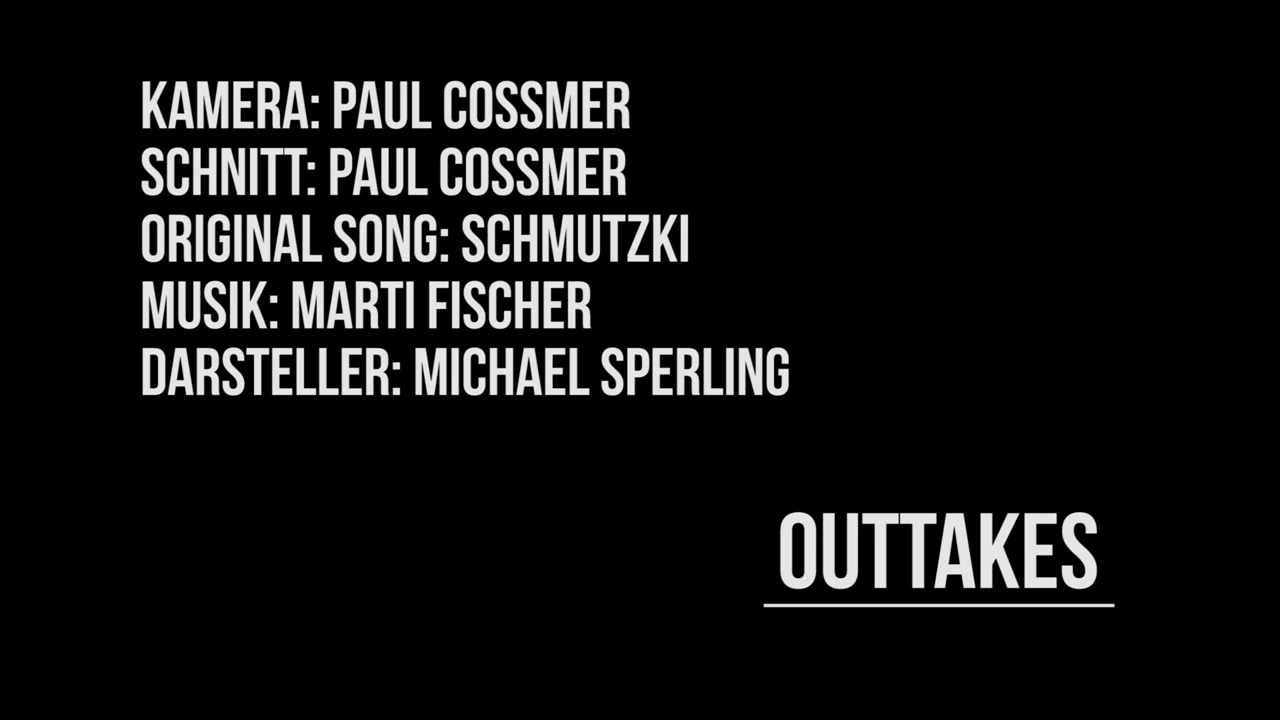 KAMERA: PAUL COSSMER
SCHNITT: PAUL COSSMER
ORIGINAL SONG: SCHMUTZKI
MUSIK: MARTI FISCHER
DARSTELLER: MICHAEL SPERLING
OUTTAKES